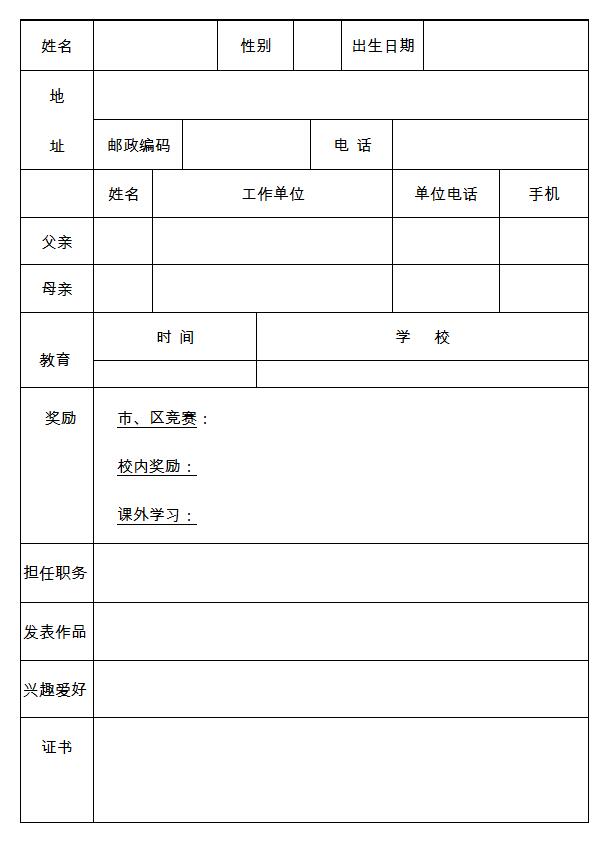 姓名 性别 出生日期
地
址
邮政编码 电 话
姓名 工作单位 单位电话 手机
父亲
母亲
教育
时 间 学 校
奖励
市、区竞赛：
校内奖励：
课外学习：
担任职务
发表作品
兴趣爱好
证书